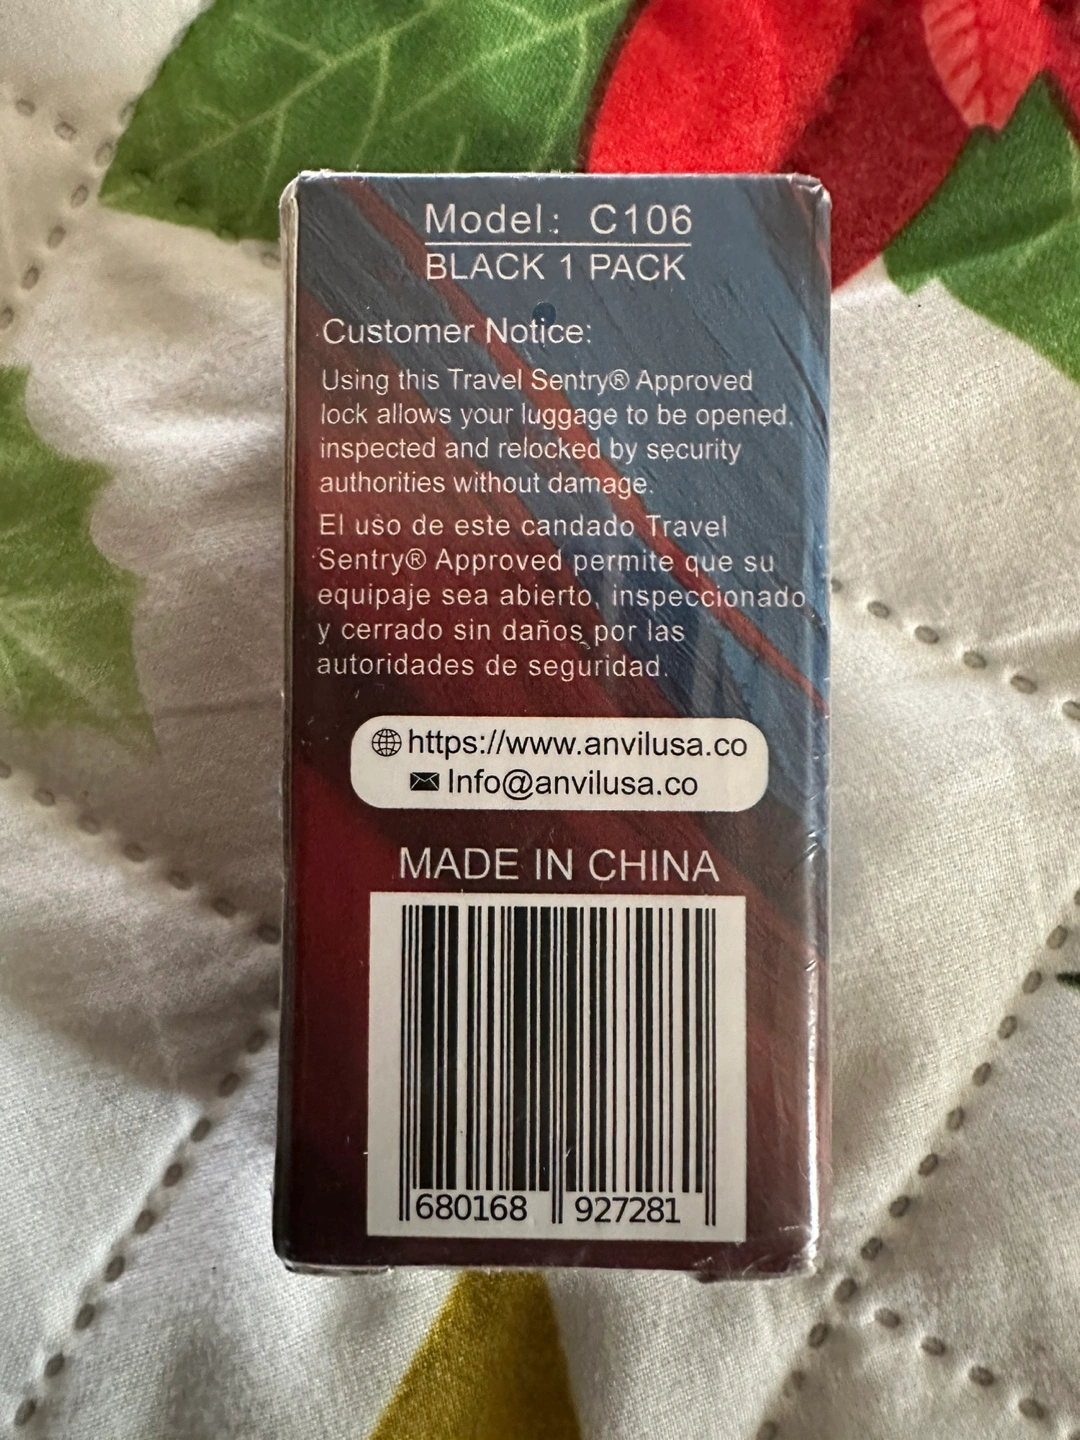 Model: C106
BLACK 1 PACK
Customer Notice:
Using this Travel Sentry® Approved
lock allows your luggage to be opened,
inspected and relocked by security
authorities without damage.
El uso de este candado Travel
Sentry® Approved permite que su
equipaje sea abierto, inspeccionado
y cerrado sin daños por las
autoridades de seguridad.
https://www.anvilusa.co
Info@anvilusa.co
MADE IN CHINA
680168 927281